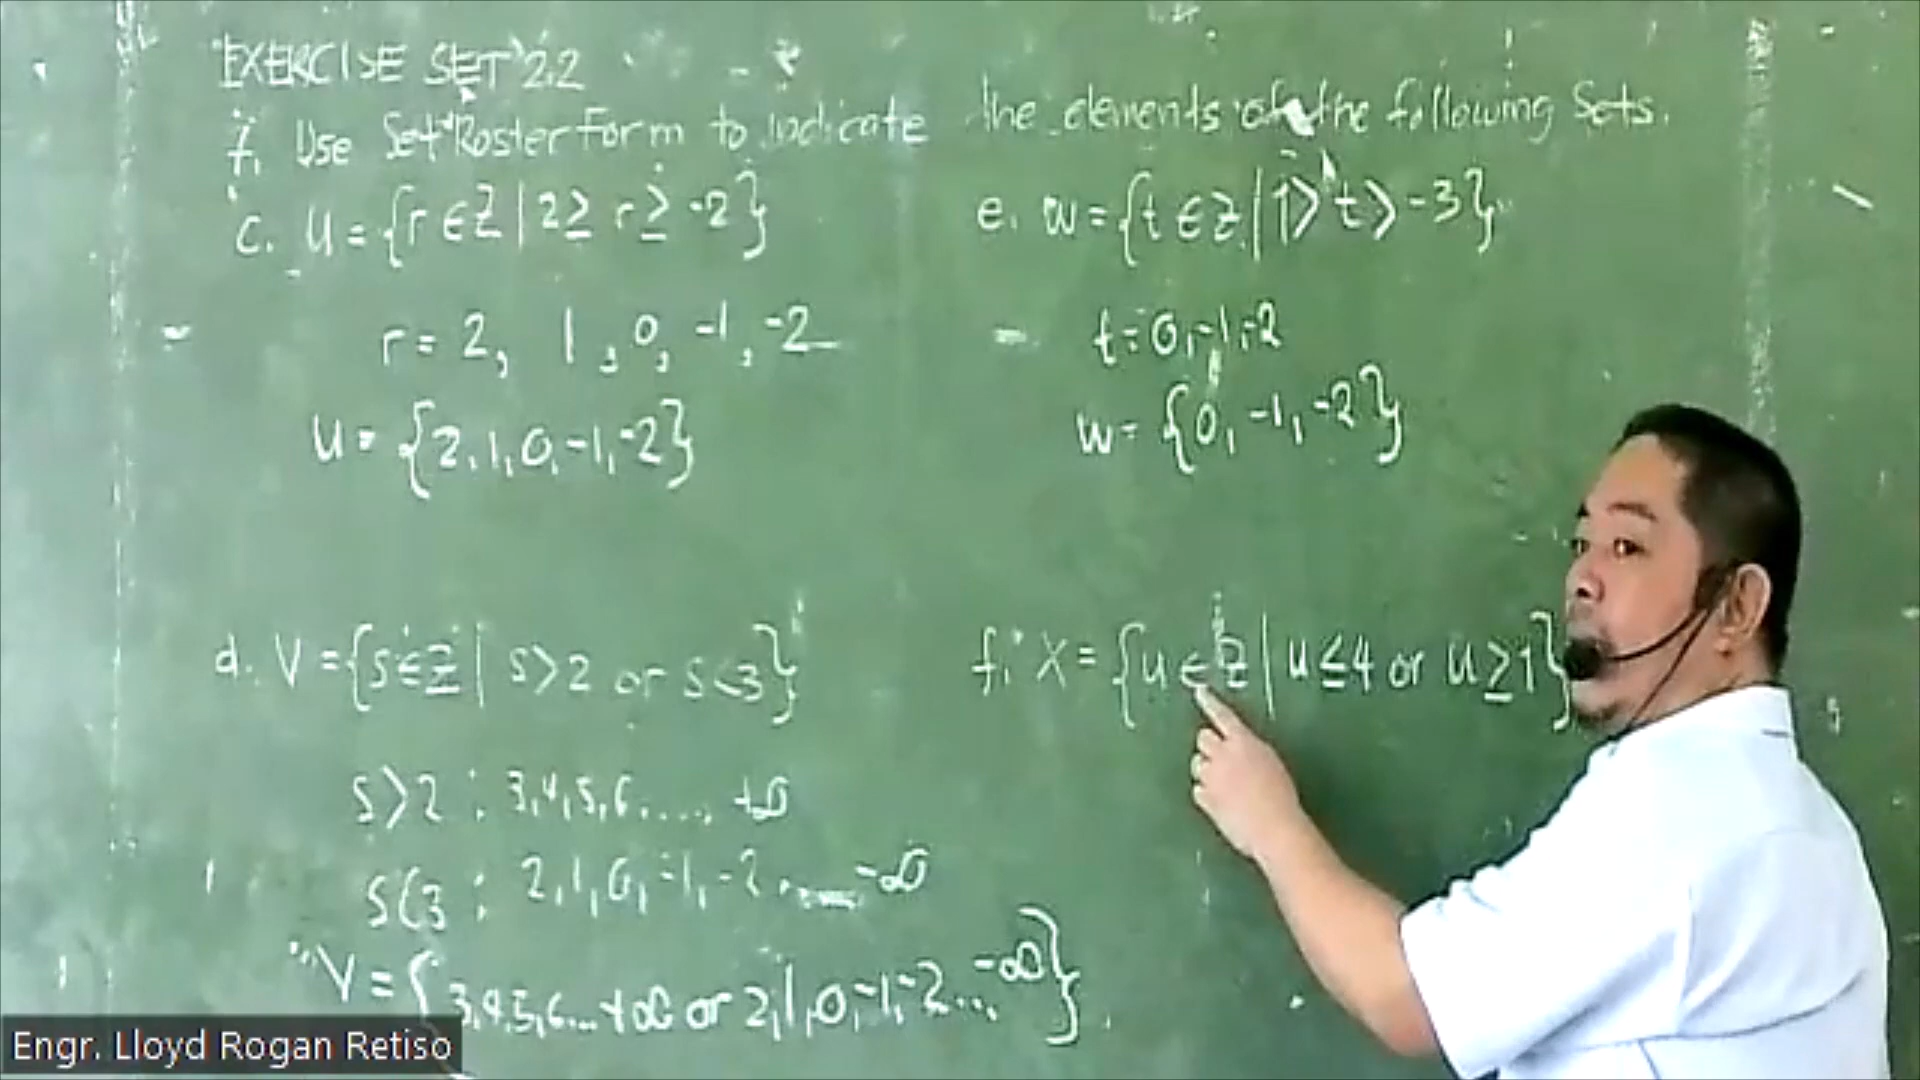 EXERCISE SET 2.2
7. Use Set Roster Form to indicate the elements of the following Sets.
c. U = {r ∈ Z | 2 ≥ r ≥ -2}
r = 2, 1, 0, -1, -2
U = {2, 1, 0, -1, -2}
d. V = {s ∈ Z | s > 2 or s < 3}
s > 2 : 3, 4, 5, 6 ...., +∞
s < 3 : 2, 1, 0, -1, -2 .... -∞
V = {3, 4, 5, 6 ... +∞ or 2, 1, 0, -1, -2 ..., -∞}
e. W = {t ∈ Z | 1 > t > -3}
t = 0, -1, -2
W = {0, -1, -2}
f. X = {u ∈ Z | u ≤ 4 or u ≥ 1}
Engr. Lloyd Rogan Retiso